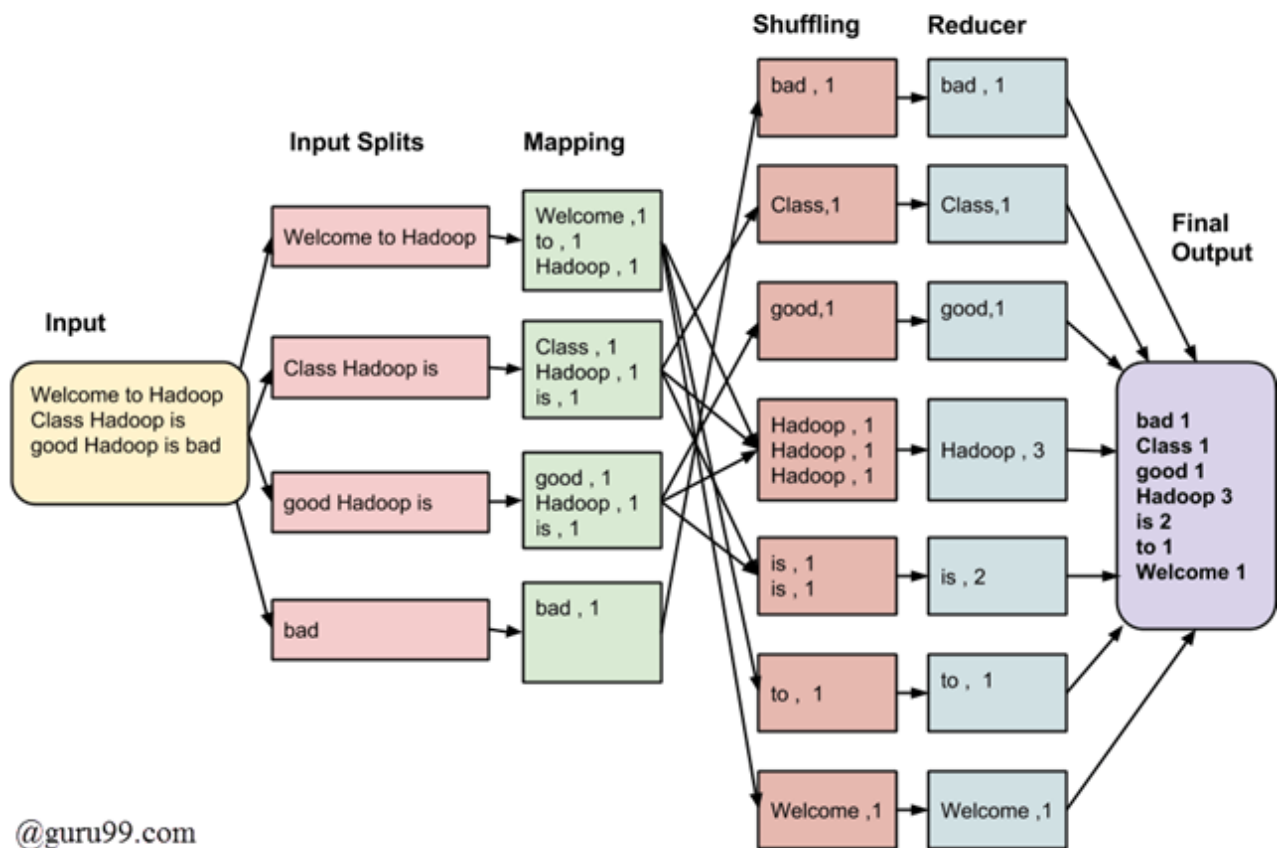 Input
Welcome to Hadoop
Class Hadoop is
good Hadoop is bad
Input Splits
Welcome to Hadoop
Class Hadoop is
good Hadoop is
bad
Mapping
Welcome ,1
to , 1
Hadoop , 1
Class , 1
Hadoop , 1
is , 1
good , 1
Hadoop , 1
is , 1
bad , 1
Shuffling
bad , 1
Class,1
good,1
Hadoop , 1
Hadoop , 1
Hadoop , 1
is , 1
is , 1
to , 1
Welcome ,1
Reducer
bad , 1
Class,1
good,1
Hadoop , 3
is , 2
to , 1
Welcome ,1
Final
Output
bad 1
Class 1
good 1
Hadoop 3
is 2
to 1
Welcome 1
@guru99.com